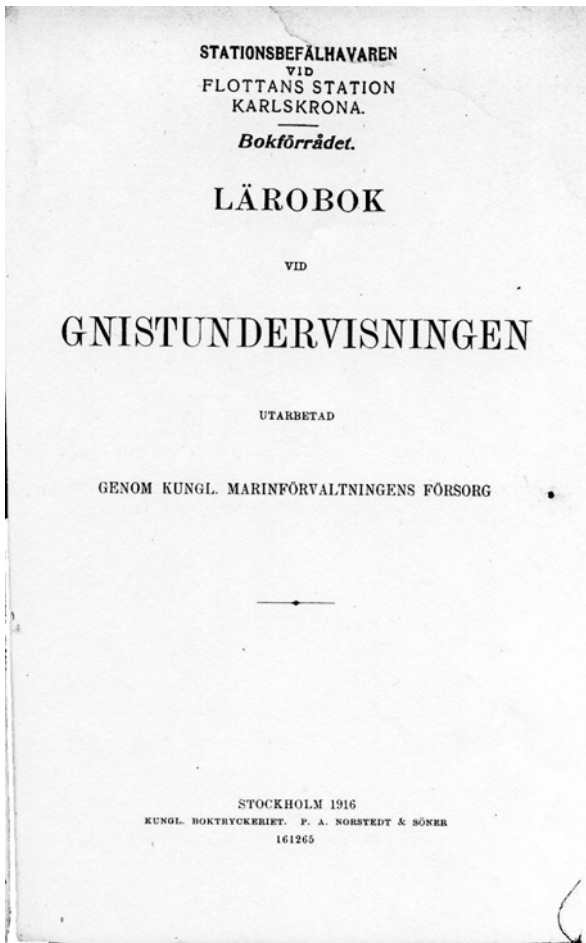 STATIONSBEFÄLHAVAREN
VID
FLOTTANS STATION
KARLSKRONA.
Bokförrådet.
LÄROBOK
VID
GNISTUNDERVISNINGEN
UTARBETAD
GENOM KUNGL. MARINFÖRVALTNINGENS FÖRSORG
STOCKHOLM 1916
KUNGL. BOKTRYCKERIET. P. A. NORSTEDT & SÖNER
161265